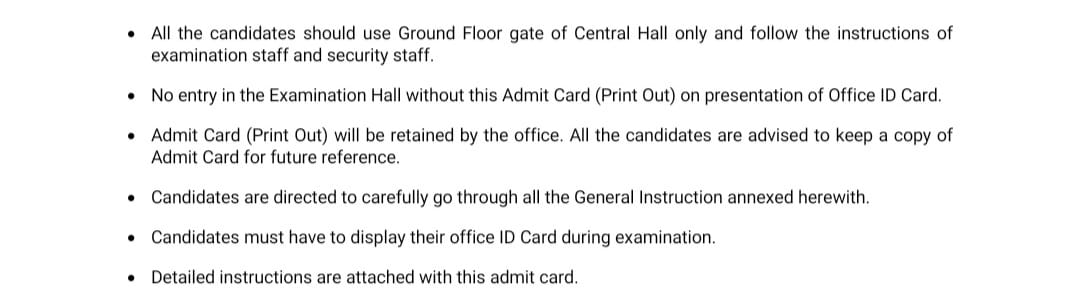 • All the candidates should use Ground Floor gate of Central Hall only and follow the instructions of
examination staff and security staff.
• No entry in the Examination Hall without this Admit Card (Print Out) on presentation of Office ID Card.
• Admit Card (Print Out) will be retained by the office. All the candidates are advised to keep a copy of
Admit Card for future reference.
• Candidates are directed to carefully go through all the General Instruction annexed herewith.
• Candidates must have to display their office ID Card during examination.
• Detailed instructions are attached with this admit card.